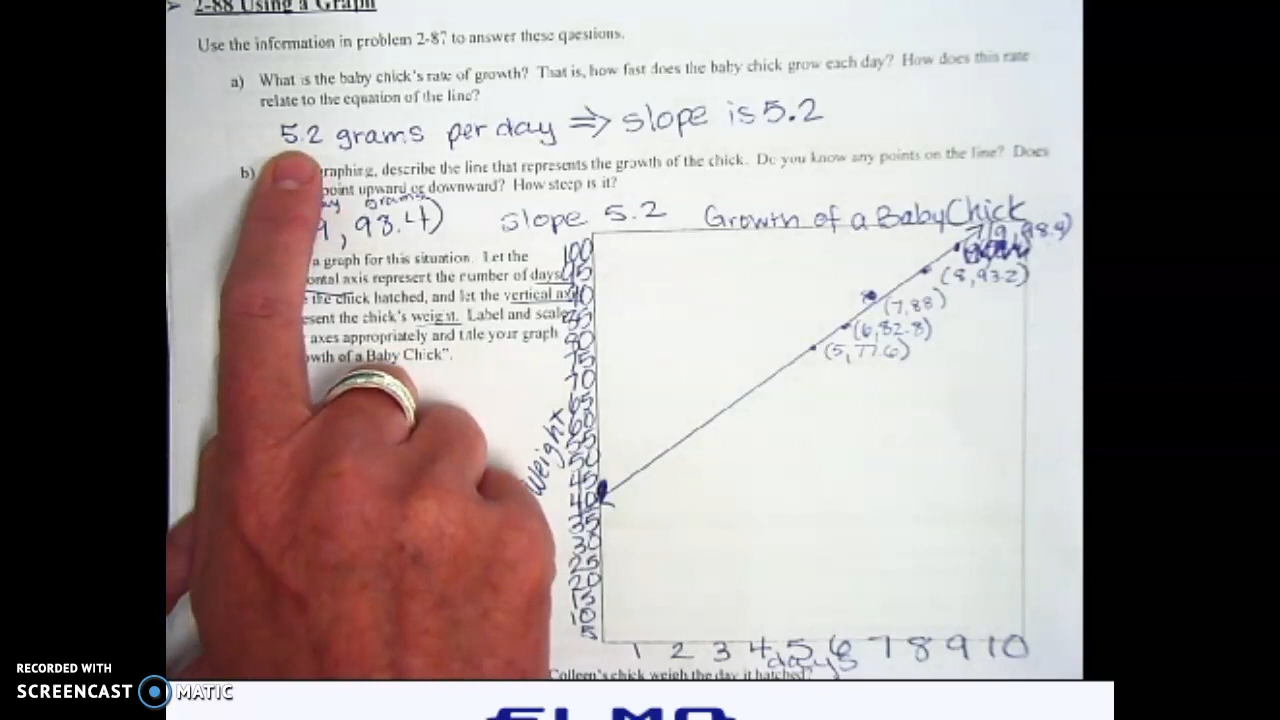 2-88 Using a Graph
Use the information in problem 2-87 to answer these questions.
a) What is the baby chick's rate of growth? That is, how fast does the baby chick grow each day? How does this rate
relate to the equation of the line?
5.2 grams per day ⇒ slope is 5.2
b) graphing, describe the line that represents the growth of the chick. Do you know any points on the line? Does
point upward or downward? How steep is it?
grams
9, 98.4) slope 5.2 Growth of a Baby Chick
a graph for this situation. Let the
ontal axis represent the number of days
the chick hatched, and let the vertical axis
esent the chick's weight. Label and scale
axes appropriately and title your graph
owth of a Baby Chick".
(9, 98.4)
(8, 93.2)
(7, 88)
(6, 82.8)
(5, 77.6)
100
95
90
85
80
75
70
65
60
55
50
45
40
35
30
25
20
15
10
5
Weight
1 2 3 4 5 6 7 8 9 10
days
Colleen's chick weigh the day it hatched?
RECORDED WITH
SCREENCAST MATIC
ELMO